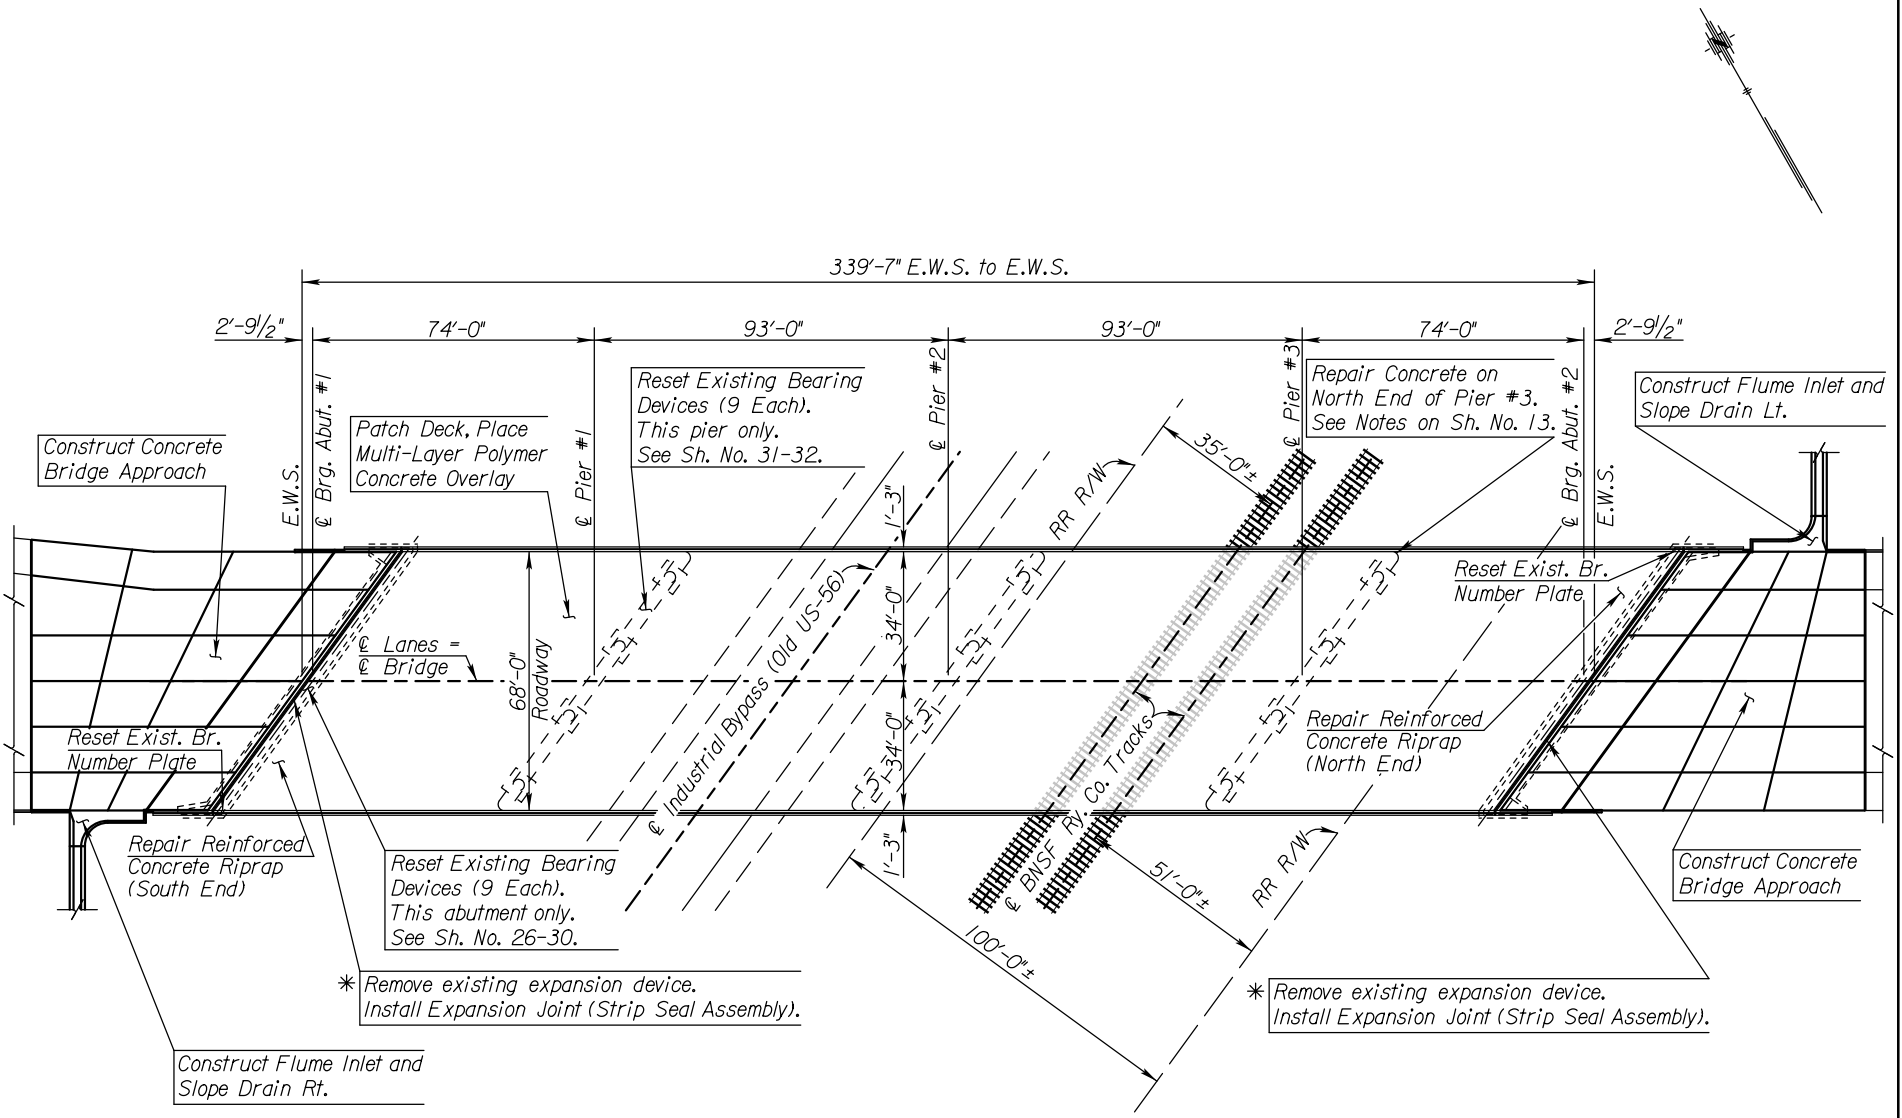 339'-7" E.W.S. to E.W.S.
2'-9 1/2"
74'-0"
93'-0"
93'-0"
74'-0"
2'-9 1/2"
E.W.S.
℄ Brg. Abut. #1
℄ Pier #1
℄ Pier #2
℄ Pier #3
℄ Brg. Abut. #2
E.W.S.
Construct Concrete
Bridge Approach
Patch Deck, Place
Multi-Layer Polymer
Concrete Overlay
Reset Existing Bearing
Devices (9 Each).
This pier only.
See Sh. No. 31-32.
Repair Concrete on
North End of Pier #3.
See Notes on Sh. No. 13.
Construct Flume Inlet and
Slope Drain Lt.
35'-0"±
RR R/W
1'-3"
34'-0"
34'-0"
1'-3"
68'-0"
Roadway
℄ Lanes =
℄ Bridge
℄ Industrial Bypass (Old US-56)
℄ BNSF Ry. Co. Tracks
Reset Exist. Br.
Number Plate
Reset Exist. Br.
Number Plate
Repair Reinforced
Concrete Riprap
(North End)
Repair Reinforced
Concrete Riprap
(South End)
Reset Existing Bearing
Devices (9 Each).
This abutment only.
See Sh. No. 26-30.
51'-0"±
RR R/W
100'-0"±
Construct Concrete
Bridge Approach
* Remove existing expansion device.
Install Expansion Joint (Strip Seal Assembly).
* Remove existing expansion device.
Install Expansion Joint (Strip Seal Assembly).
Construct Flume Inlet and
Slope Drain Rt.